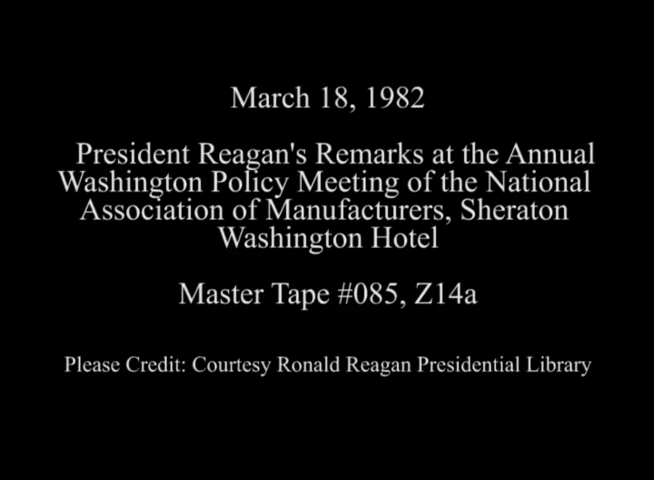 March 18, 1982
President Reagan's Remarks at the Annual
Washington Policy Meeting of the National
Association of Manufacturers, Sheraton
Washington Hotel
Master Tape #085, Z14a
Please Credit: Courtesy Ronald Reagan Presidential Library